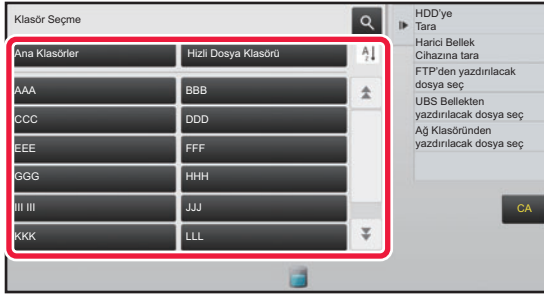 Klasör Seçme
Ana Klasörler
Hizli Dosya Klasörü
AAA
BBB
CCC
DDD
EEE
FFF
GGG
HHH
III III
JJJ
KKK
LLL
HDD'ye
Tara
Harici Bellek
Cihazına tara
FTP'den yazdırılacak
dosya seç
UBS Bellekten
yazdırılacak dosya seç
Ağ Klasöründen
yazdırılacak dosya seç
CA